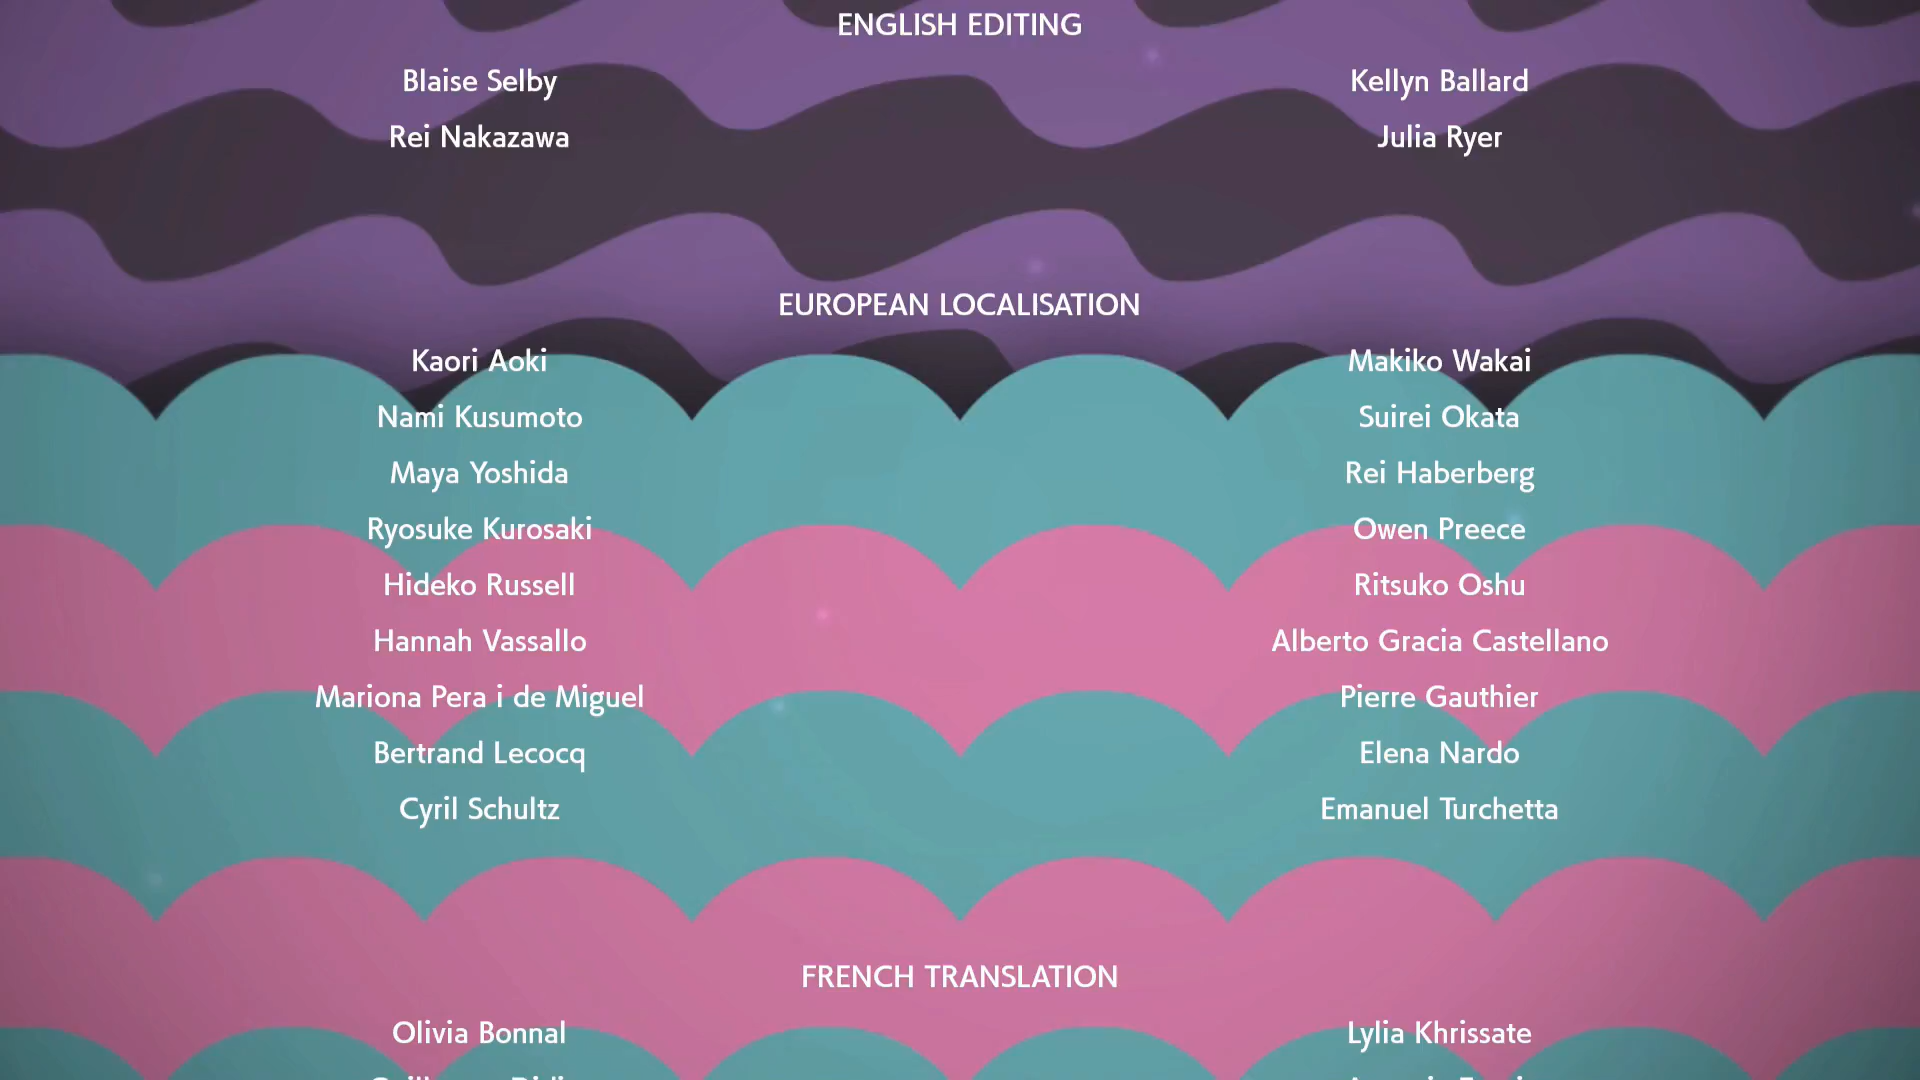 ENGLISH EDITING
Blaise Selby Kellyn Ballard
Rei Nakazawa Julia Ryer
EUROPEAN LOCALISATION
Kaori Aoki Makiko Wakai
Nami Kusumoto Suirei Okata
Maya Yoshida Rei Haberberg
Ryosuke Kurosaki Owen Preece
Hideko Russell Ritsuko Oshu
Hannah Vassallo Alberto Gracia Castellano
Mariona Pera i de Miguel Pierre Gauthier
Bertrand Lecocq Elena Nardo
Cyril Schultz Emanuel Turchetta
FRENCH TRANSLATION
Olivia Bonnal Lylia Khrissate